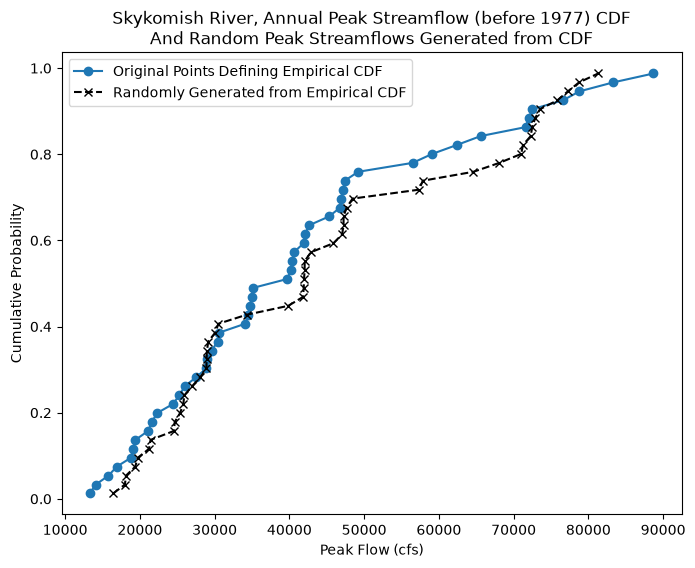 Skykomish River, Annual Peak Streamflow (before 1977) CDF
And Random Peak Streamflows Generated from CDF
Original Points Defining Empirical CDF
Randomly Generated from Empirical CDF
Cumulative Probability
1.0
0.8
0.6
0.4
0.2
0.0
10000 20000 30000 40000 50000 60000 70000 80000 90000
Peak Flow (cfs)